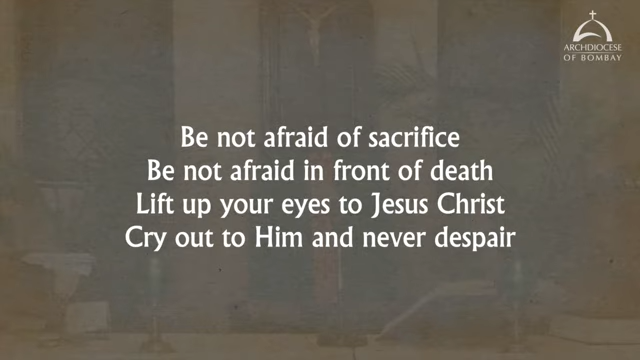 ARCHDIOCESE
OF BOMBAY
Be not afraid of sacrifice
Be not afraid in front of death
Lift up your eyes to Jesus Christ
Cry out to Him and never despair